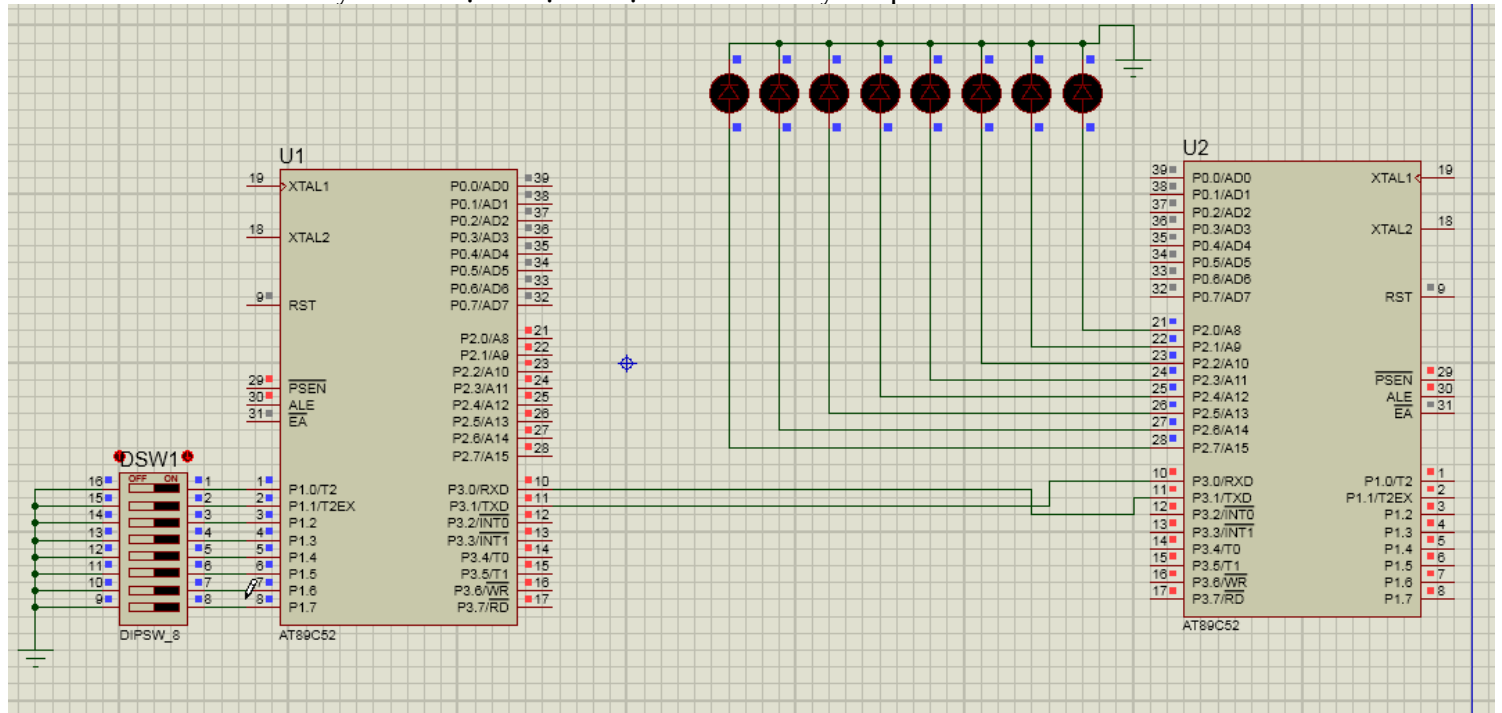 U1
19 XTAL1
18 XTAL2
9 RST
29 PSEN
30 ALE
31 EA
1 P1.0/T2
2 P1.1/T2EX
3 P1.2
4 P1.3
5 P1.4
6 P1.5
7 P1.6
8 P1.7
P0.0/AD0 39
P0.1/AD1 38
P0.2/AD2 37
P0.3/AD3 36
P0.4/AD4 35
P0.5/AD5 34
P0.6/AD6 33
P0.7/AD7 32
P2.0/A8 21
P2.1/A9 22
P2.2/A10 23
P2.3/A11 24
P2.4/A12 25
P2.5/A13 26
P2.6/A14 27
P2.7/A15 28
P3.0/RXD 10
P3.1/TXD 11
P3.2/INT0 12
P3.3/INT1 13
P3.4/T0 14
P3.5/T1 15
P3.6/WR 16
P3.7/RD 17
AT89C52
DSW1
OFF ON
16 1
15 2
14 3
13 4
12 5
11 6
10 7
9 8
DIPSW_8
U2
39 P0.0/AD0
38 P0.1/AD1
37 P0.2/AD2
36 P0.3/AD3
35 P0.4/AD4
34 P0.5/AD5
33 P0.6/AD6
32 P0.7/AD7
21 P2.0/A8
22 P2.1/A9
23 P2.2/A10
24 P2.3/A11
25 P2.4/A12
26 P2.5/A13
27 P2.6/A14
28 P2.7/A15
10 P3.0/RXD
11 P3.1/TXD
12 P3.2/INT0
13 P3.3/INT1
14 P3.4/T0
15 P3.5/T1
16 P3.6/WR
17 P3.7/RD
XTAL1 19
XTAL2 18
RST 9
PSEN 29
ALE 30
EA 31
P1.0/T2 1
P1.1/T2EX 2
P1.2 3
P1.3 4
P1.4 5
P1.5 6
P1.6 7
P1.7 8
AT89C52